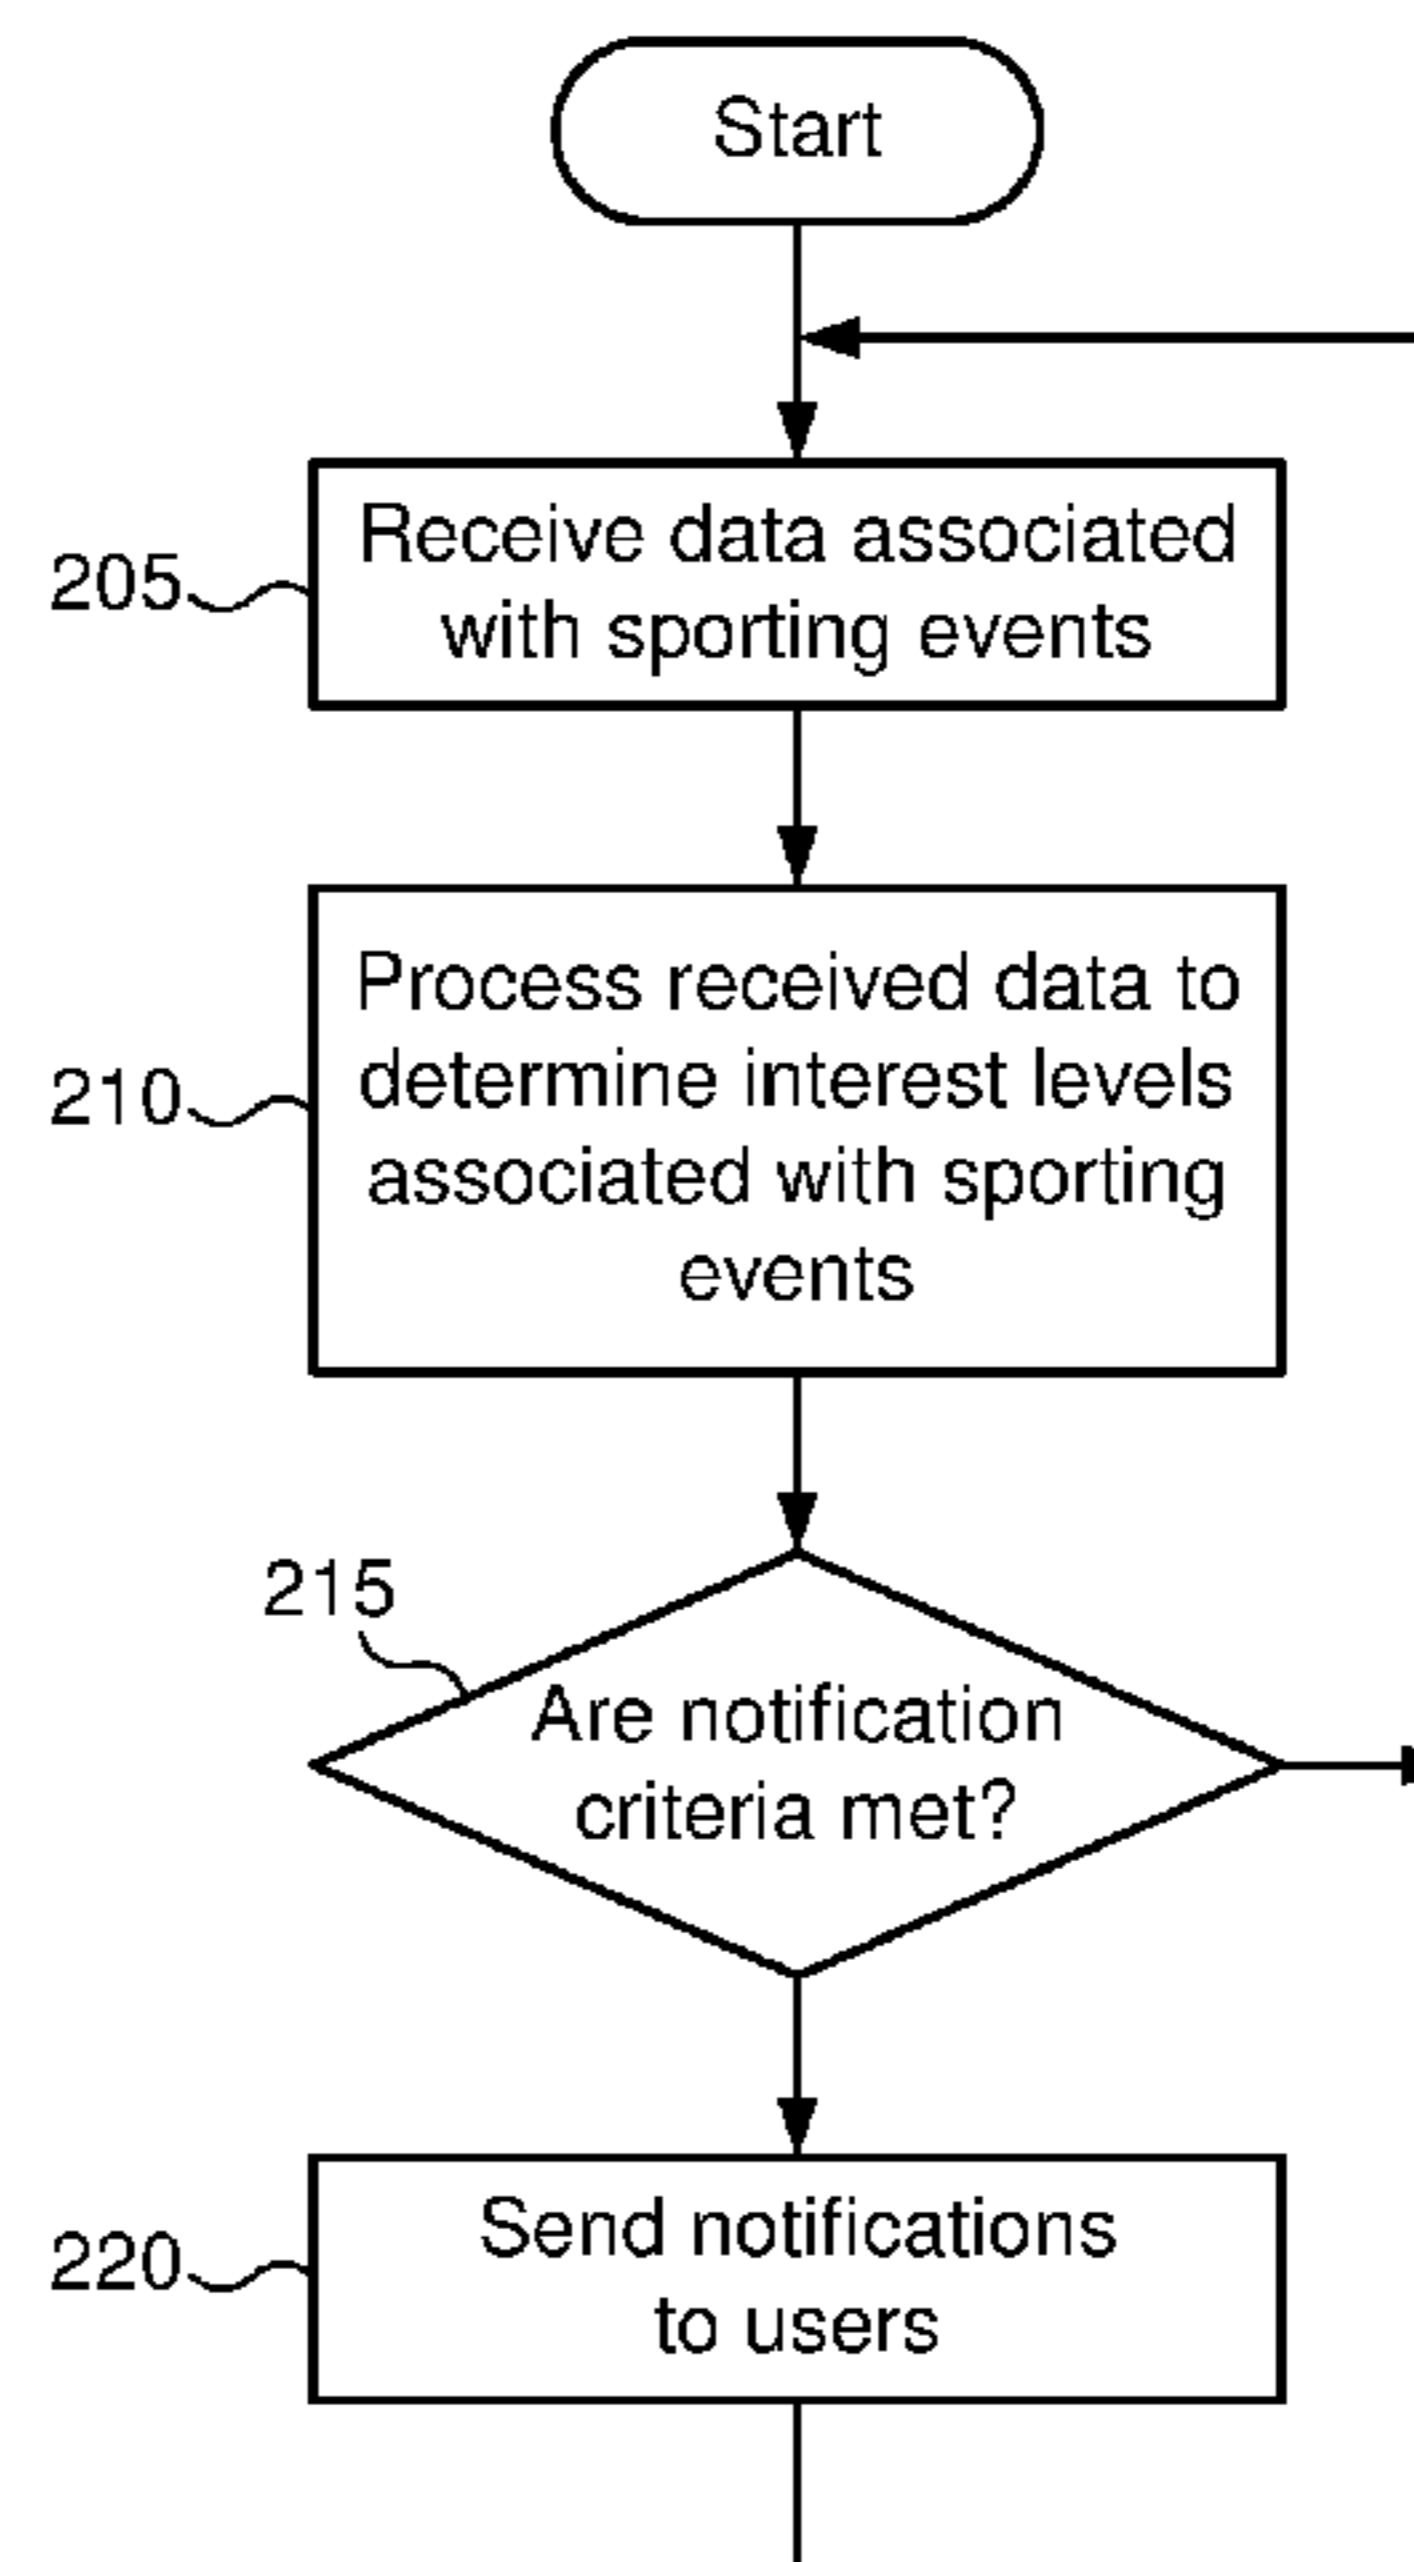 Start
Receive data associated
with sporting events
205
Process received data to
determine interest levels
associated with sporting
events
210
215
Are notification
criteria met?
Send notifications
to users
220